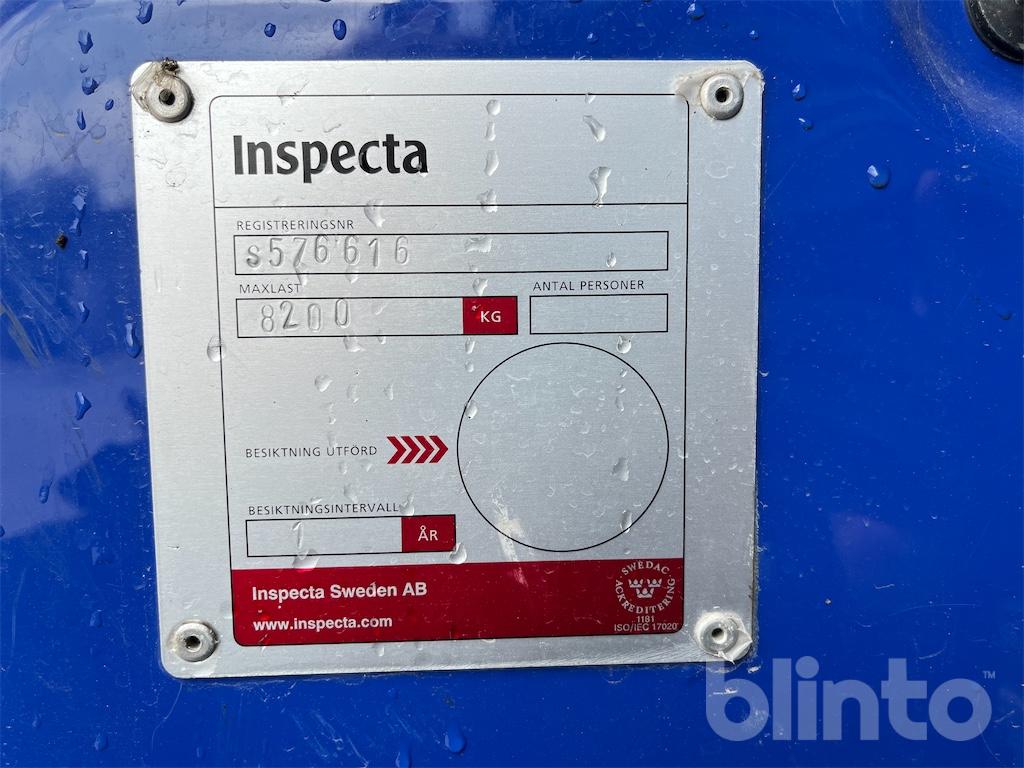 Inspecta
REGISTRERINGSNR
S576616
MAXLAST
8200 KG
ANTAL PERSONER
BESIKTNING UTFÖRD
BESIKTNINGSINTERVALL
1 ÅR
Inspecta Sweden AB
www.inspecta.com
SWEDAC
ACKREDITERING
1181
ISO/IEC 17020
blinto™